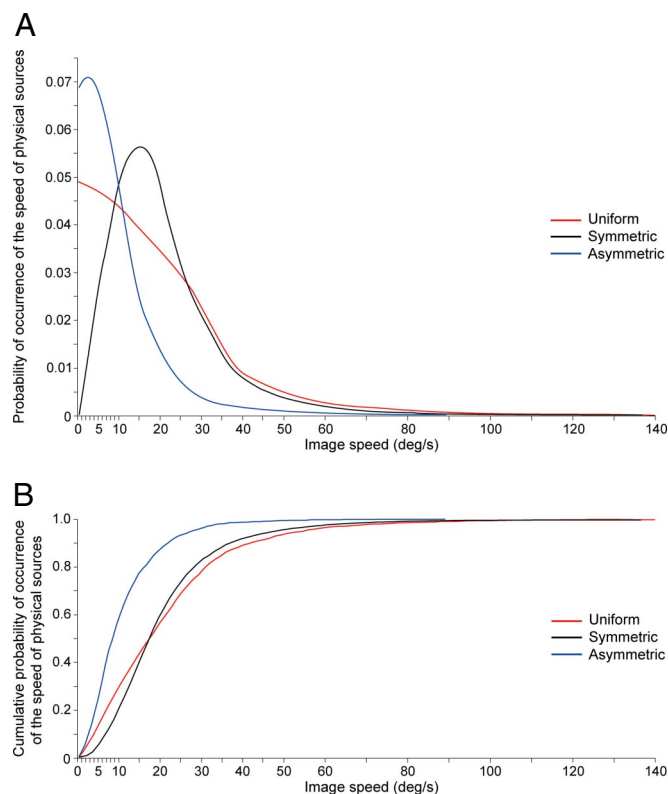 A
Probability of occurrence of the speed of physical sources
0.07
0.06
0.05
0.04
0.03
0.02
0.01
0
0 5 10 20 30 40 50 60 80 100 120 140
Image speed (deg/s)
Uniform
Symmetric
Asymmetric
B
Cumulative probability of occurrence
of the speed of physical sources
1.0
0.8
0.6
0.4
0.2
0
0 5 10 20 30 40 50 60 80 100 120 140
Image speed (deg/s)
Uniform
Symmetric
Asymmetric